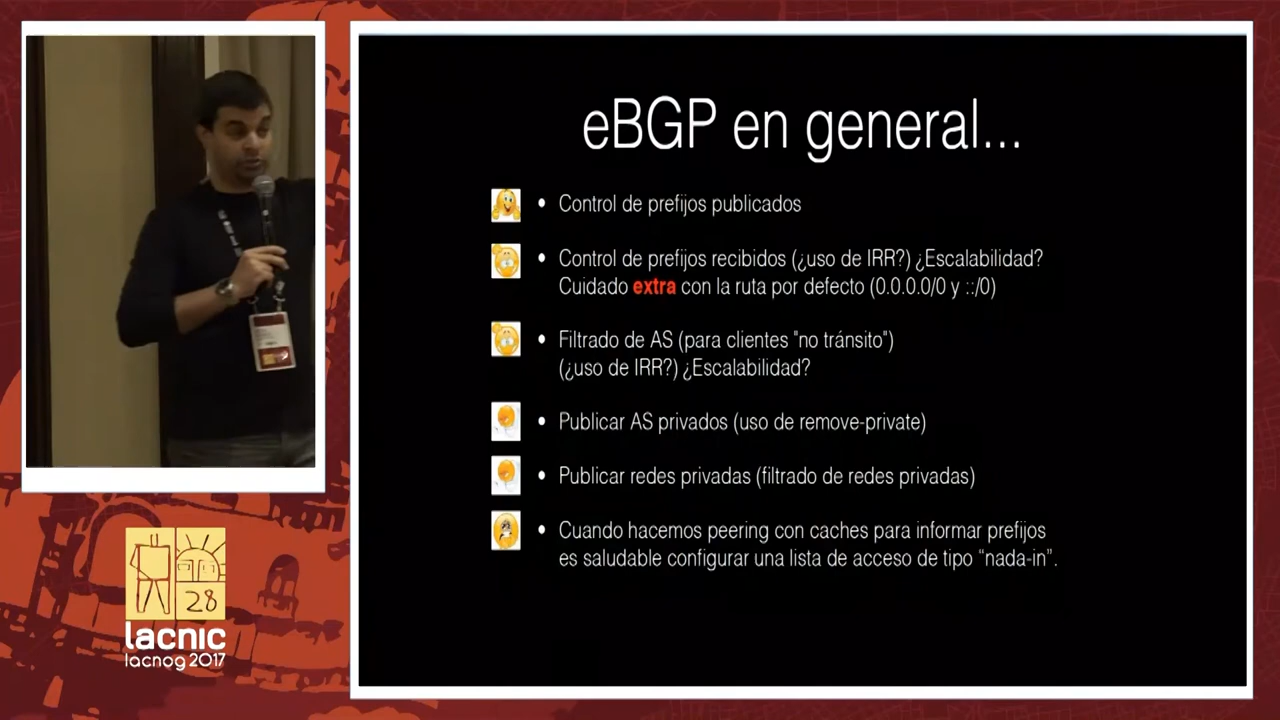 eBGP en general...
• Control de prefijos publicados
• Control de prefijos recibidos (¿uso de IRR?) ¿Escalabilidad?
Cuidado extra con la ruta por defecto (0.0.0.0/0 y ::/0)
• Filtrado de AS (para clientes "no tránsito")
(¿uso de IRR?) ¿Escalabilidad?
• Publicar AS privados (uso de remove-private)
• Publicar redes privadas (filtrado de redes privadas)
• Cuando hacemos peering con caches para informar prefijos
es saludable configurar una lista de acceso de tipo “nada-in”.
28
lacnic
lacnog 2017